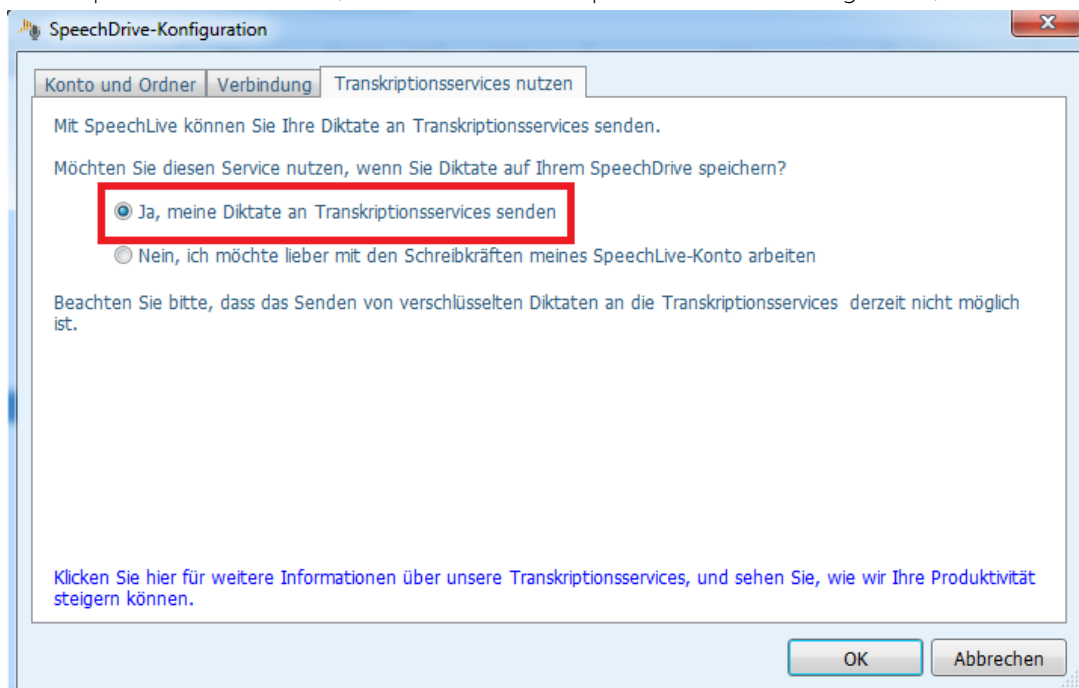 SpeechDrive-Konfiguration
Konto und Ordner Verbindung Transkriptionsservices nutzen
Mit SpeechLive können Sie Ihre Diktate an Transkriptionsservices senden.
Möchten Sie diesen Service nutzen, wenn Sie Diktate auf Ihrem SpeechDrive speichern?
Ja, meine Diktate an Transkriptionsservices senden
Nein, ich möchte lieber mit den Schreibkräften meines SpeechLive-Konto arbeiten
Beachten Sie bitte, dass das Senden von verschlüsselten Diktaten an die Transkriptionsservices derzeit nicht möglich
ist.
Klicken Sie hier für weitere Informationen über unsere Transkriptionsservices, und sehen Sie, wie wir Ihre Produktivität
steigern können.
OK Abbrechen